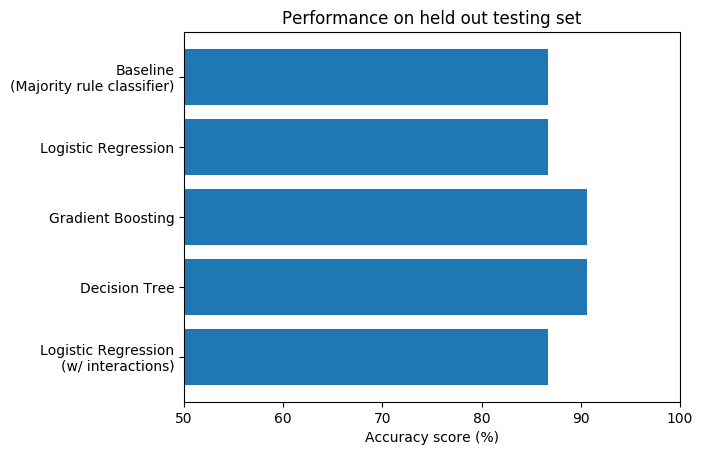 Performance on held out testing set
Baseline
(Majority rule classifier)
Logistic Regression
Gradient Boosting
Decision Tree
Logistic Regression
(w/ interactions)
50 60 70 80 90 100
Accuracy score (%)